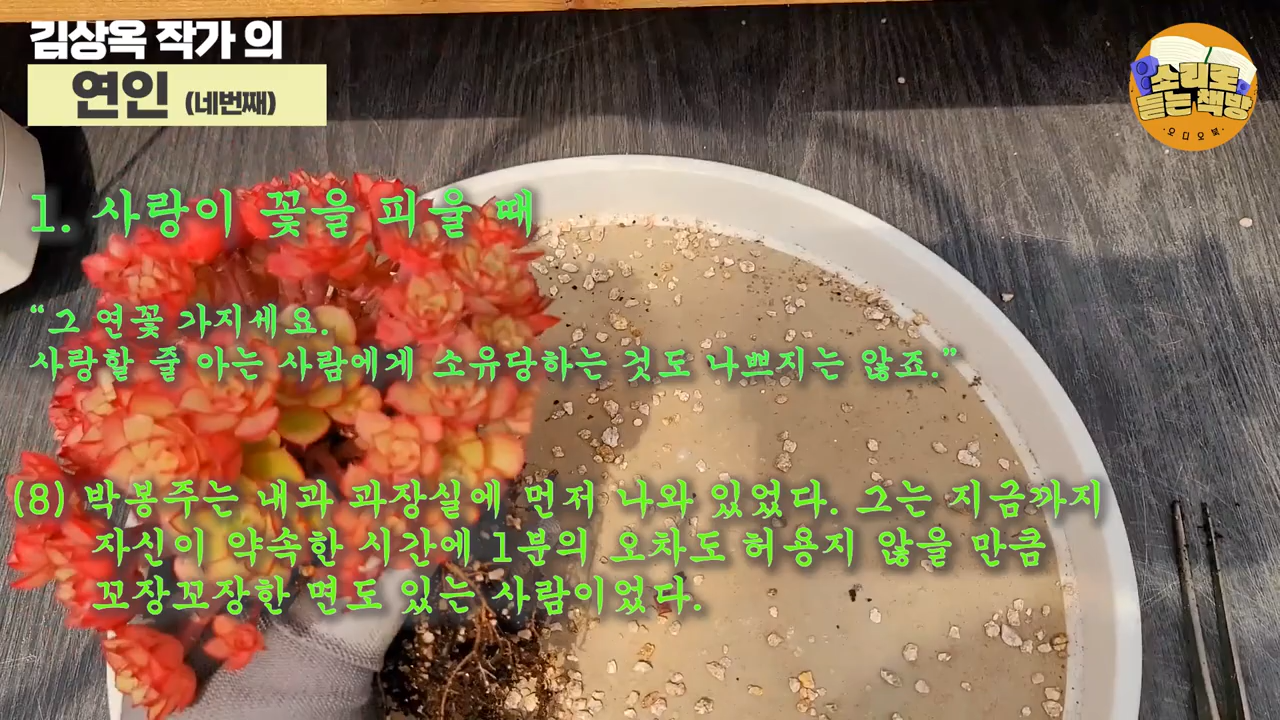 김상옥 작가 의
연인 (네번째)
소리로
듣는 책방
·오디오북·
1. 사랑이 꽃을 피울 때
“그 연꽃 가지세요.
사랑할 줄 아는 사람에게 소유당하는 것도 나쁘지는 않죠.”
(8) 박봉주는 내과 과장실에 먼저 나와 있었다. 그는 지금까지
자신이 약속한 시간에 1분의 오차도 허용지 않을 만큼
꼬장꼬장한 면도 있는 사람이었다.